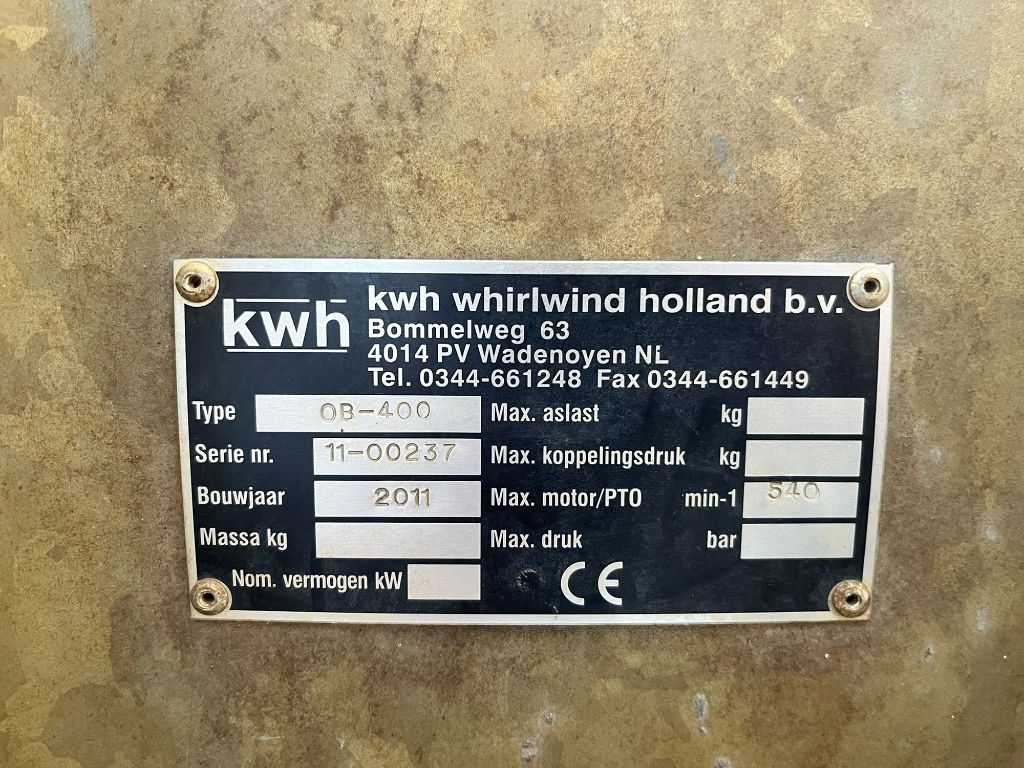 kwh
kwh whirlwind holland b.v.
Bommelweg 63
4014 PV Wadenoyen NL
Tel. 0344-661248 Fax 0344-661449
Type OB-400
Serie nr. 11-00237
Bouwjaar 2011
Massa kg
Nom. vermogen kW
Max. aslast kg
Max. koppelingsdruk kg
Max. motor/PTO min-1 540
Max. druk bar
CE